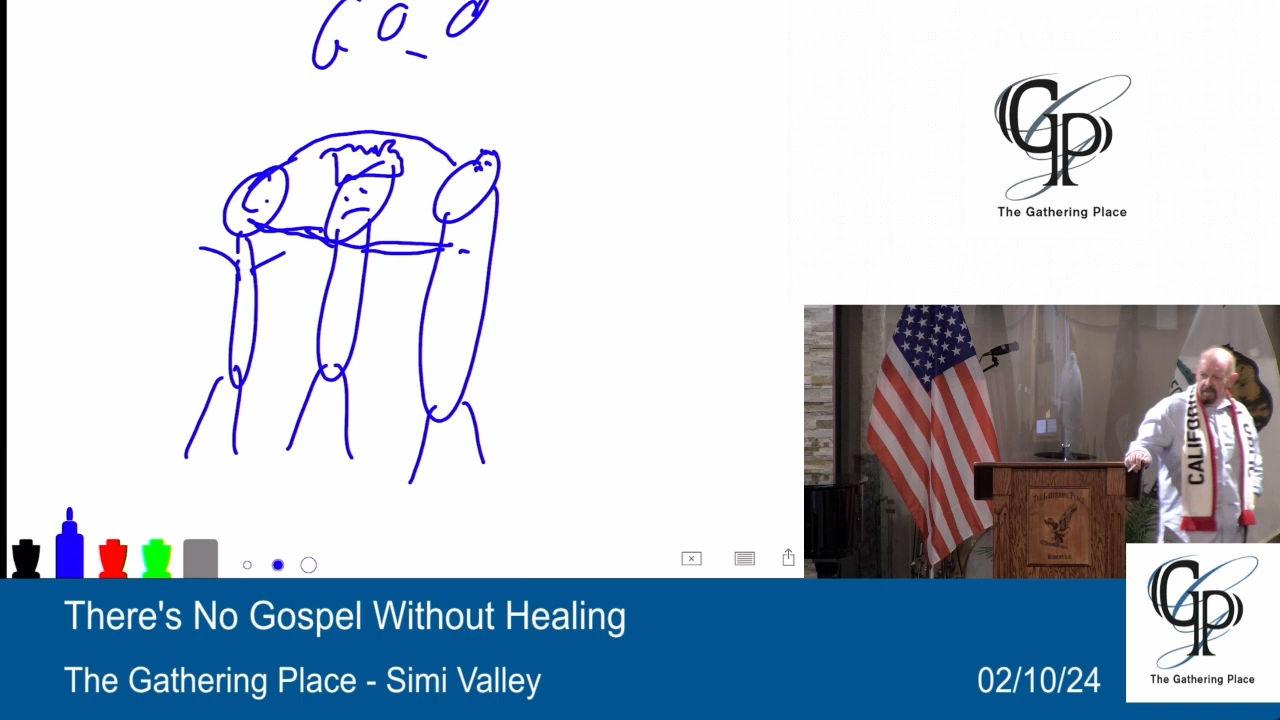 God
GP
The Gathering Place
CALIFOR
There's No Gospel Without Healing
The Gathering Place - Simi Valley
02/10/24
GP
The Gathering Place